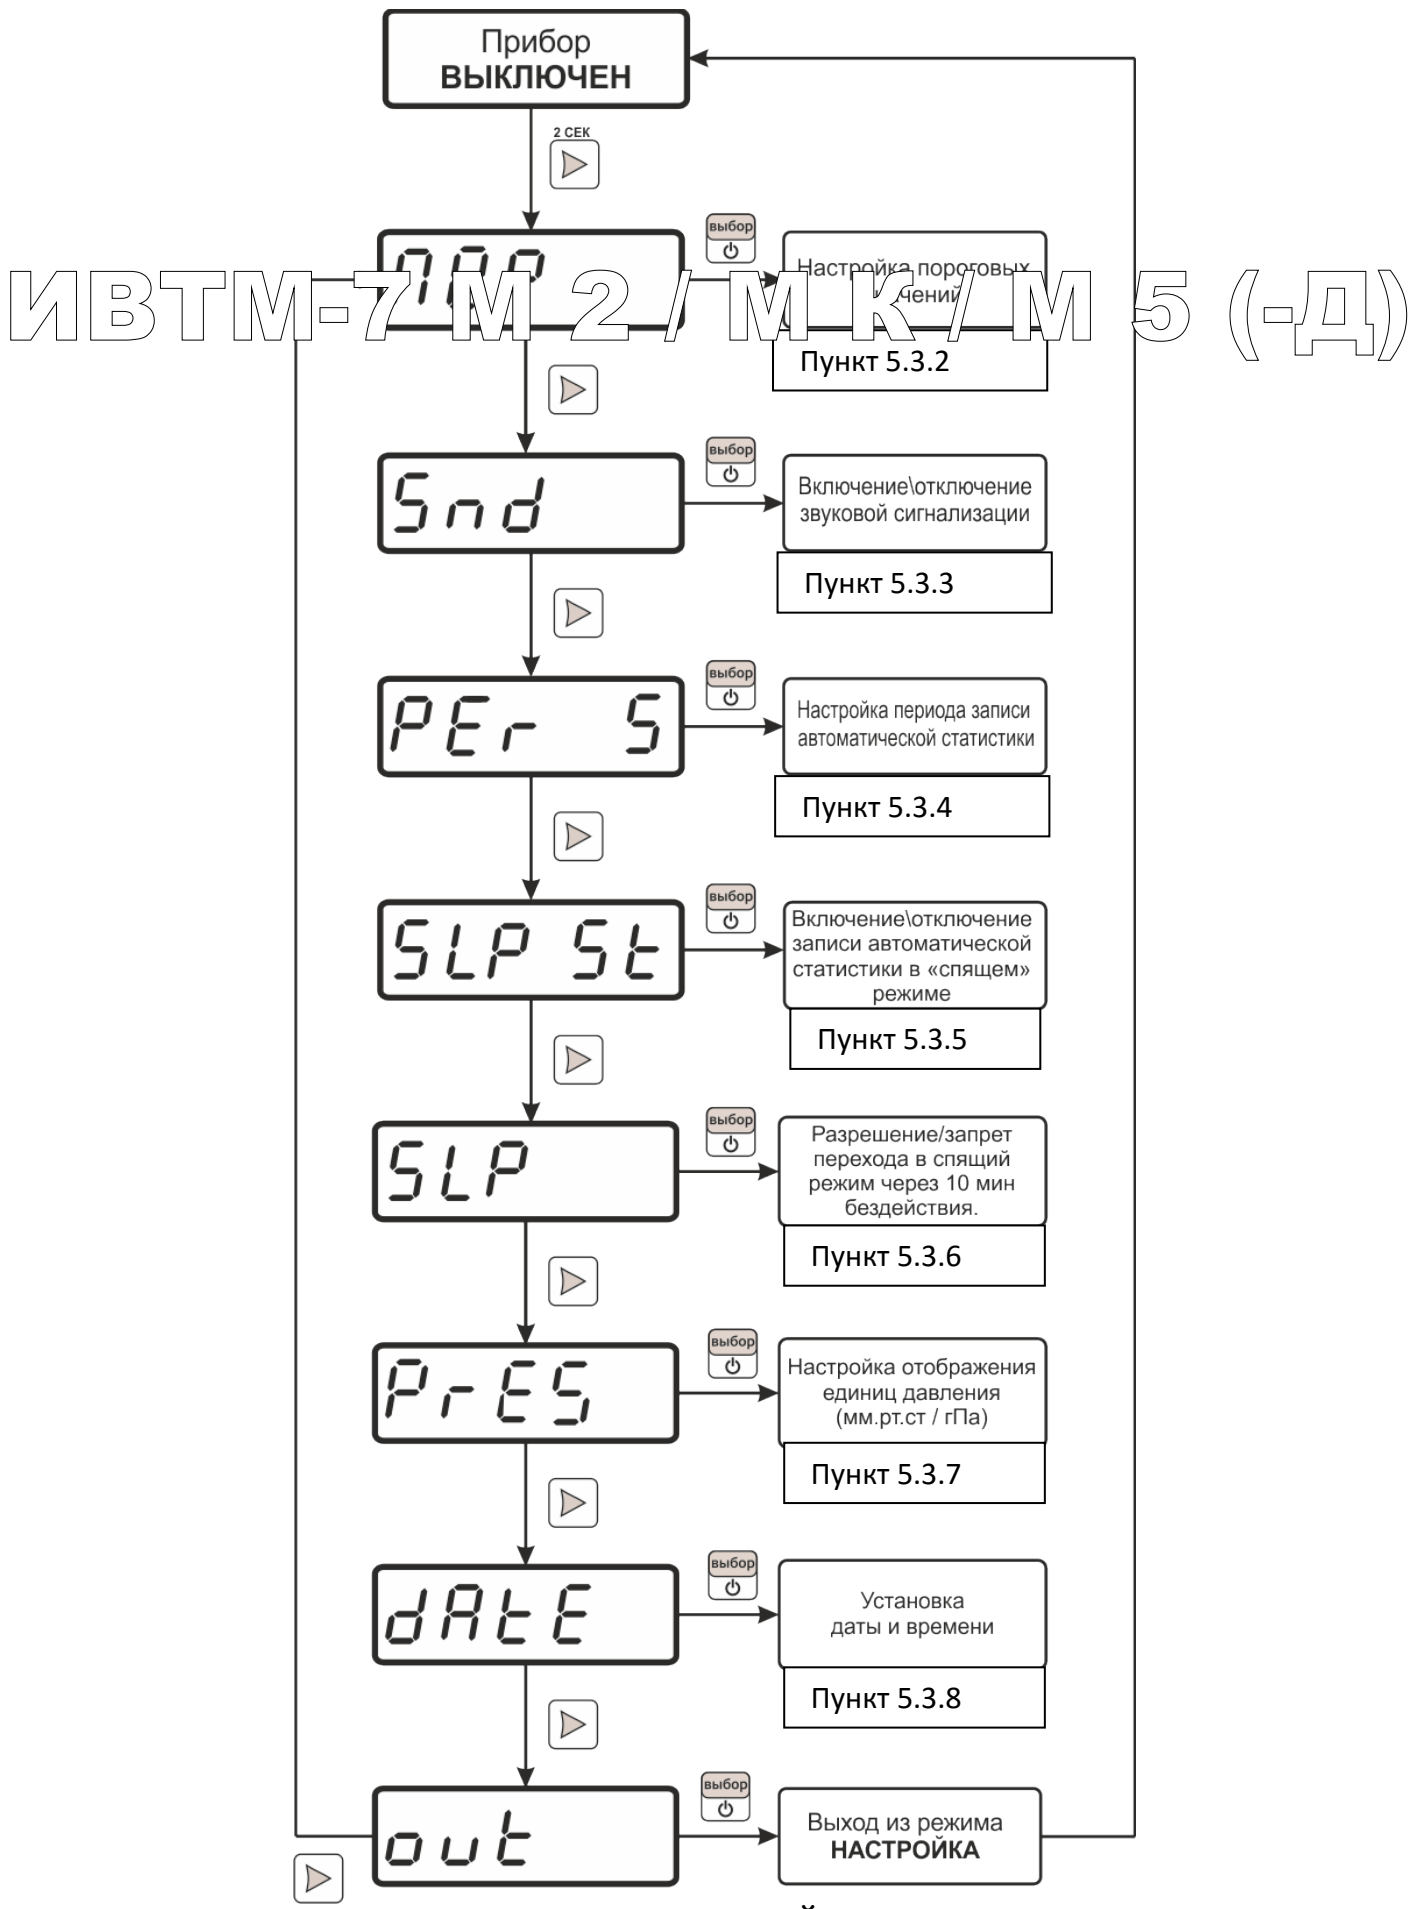 Прибор
ВЫКЛЮЧЕН
2 СЕК
выбор
Настройка пороговых
ИВТМ-7 М 2 / М К / М 5 (-Д)
Пункт 5.3.2
выбор
Snd
Включение\отключение
звуковой сигнализации
Пункт 5.3.3
выбор
PEr S
Настройка периода записи
автоматической статистики
Пункт 5.3.4
выбор
SLP St
Включение\отключение
записи автоматической
статистики в «спящем»
режиме
Пункт 5.3.5
выбор
SLP
Разрешение/запрет
перехода в спящий
режим через 10 мин
бездействия.
Пункт 5.3.6
выбор
PrES
Настройка отображения
единиц давления
(мм.рт.ст / гПа)
Пункт 5.3.7
выбор
dAtE
Установка
даты и времени
Пункт 5.3.8
выбор
out
Выход из режима
НАСТРОЙКА